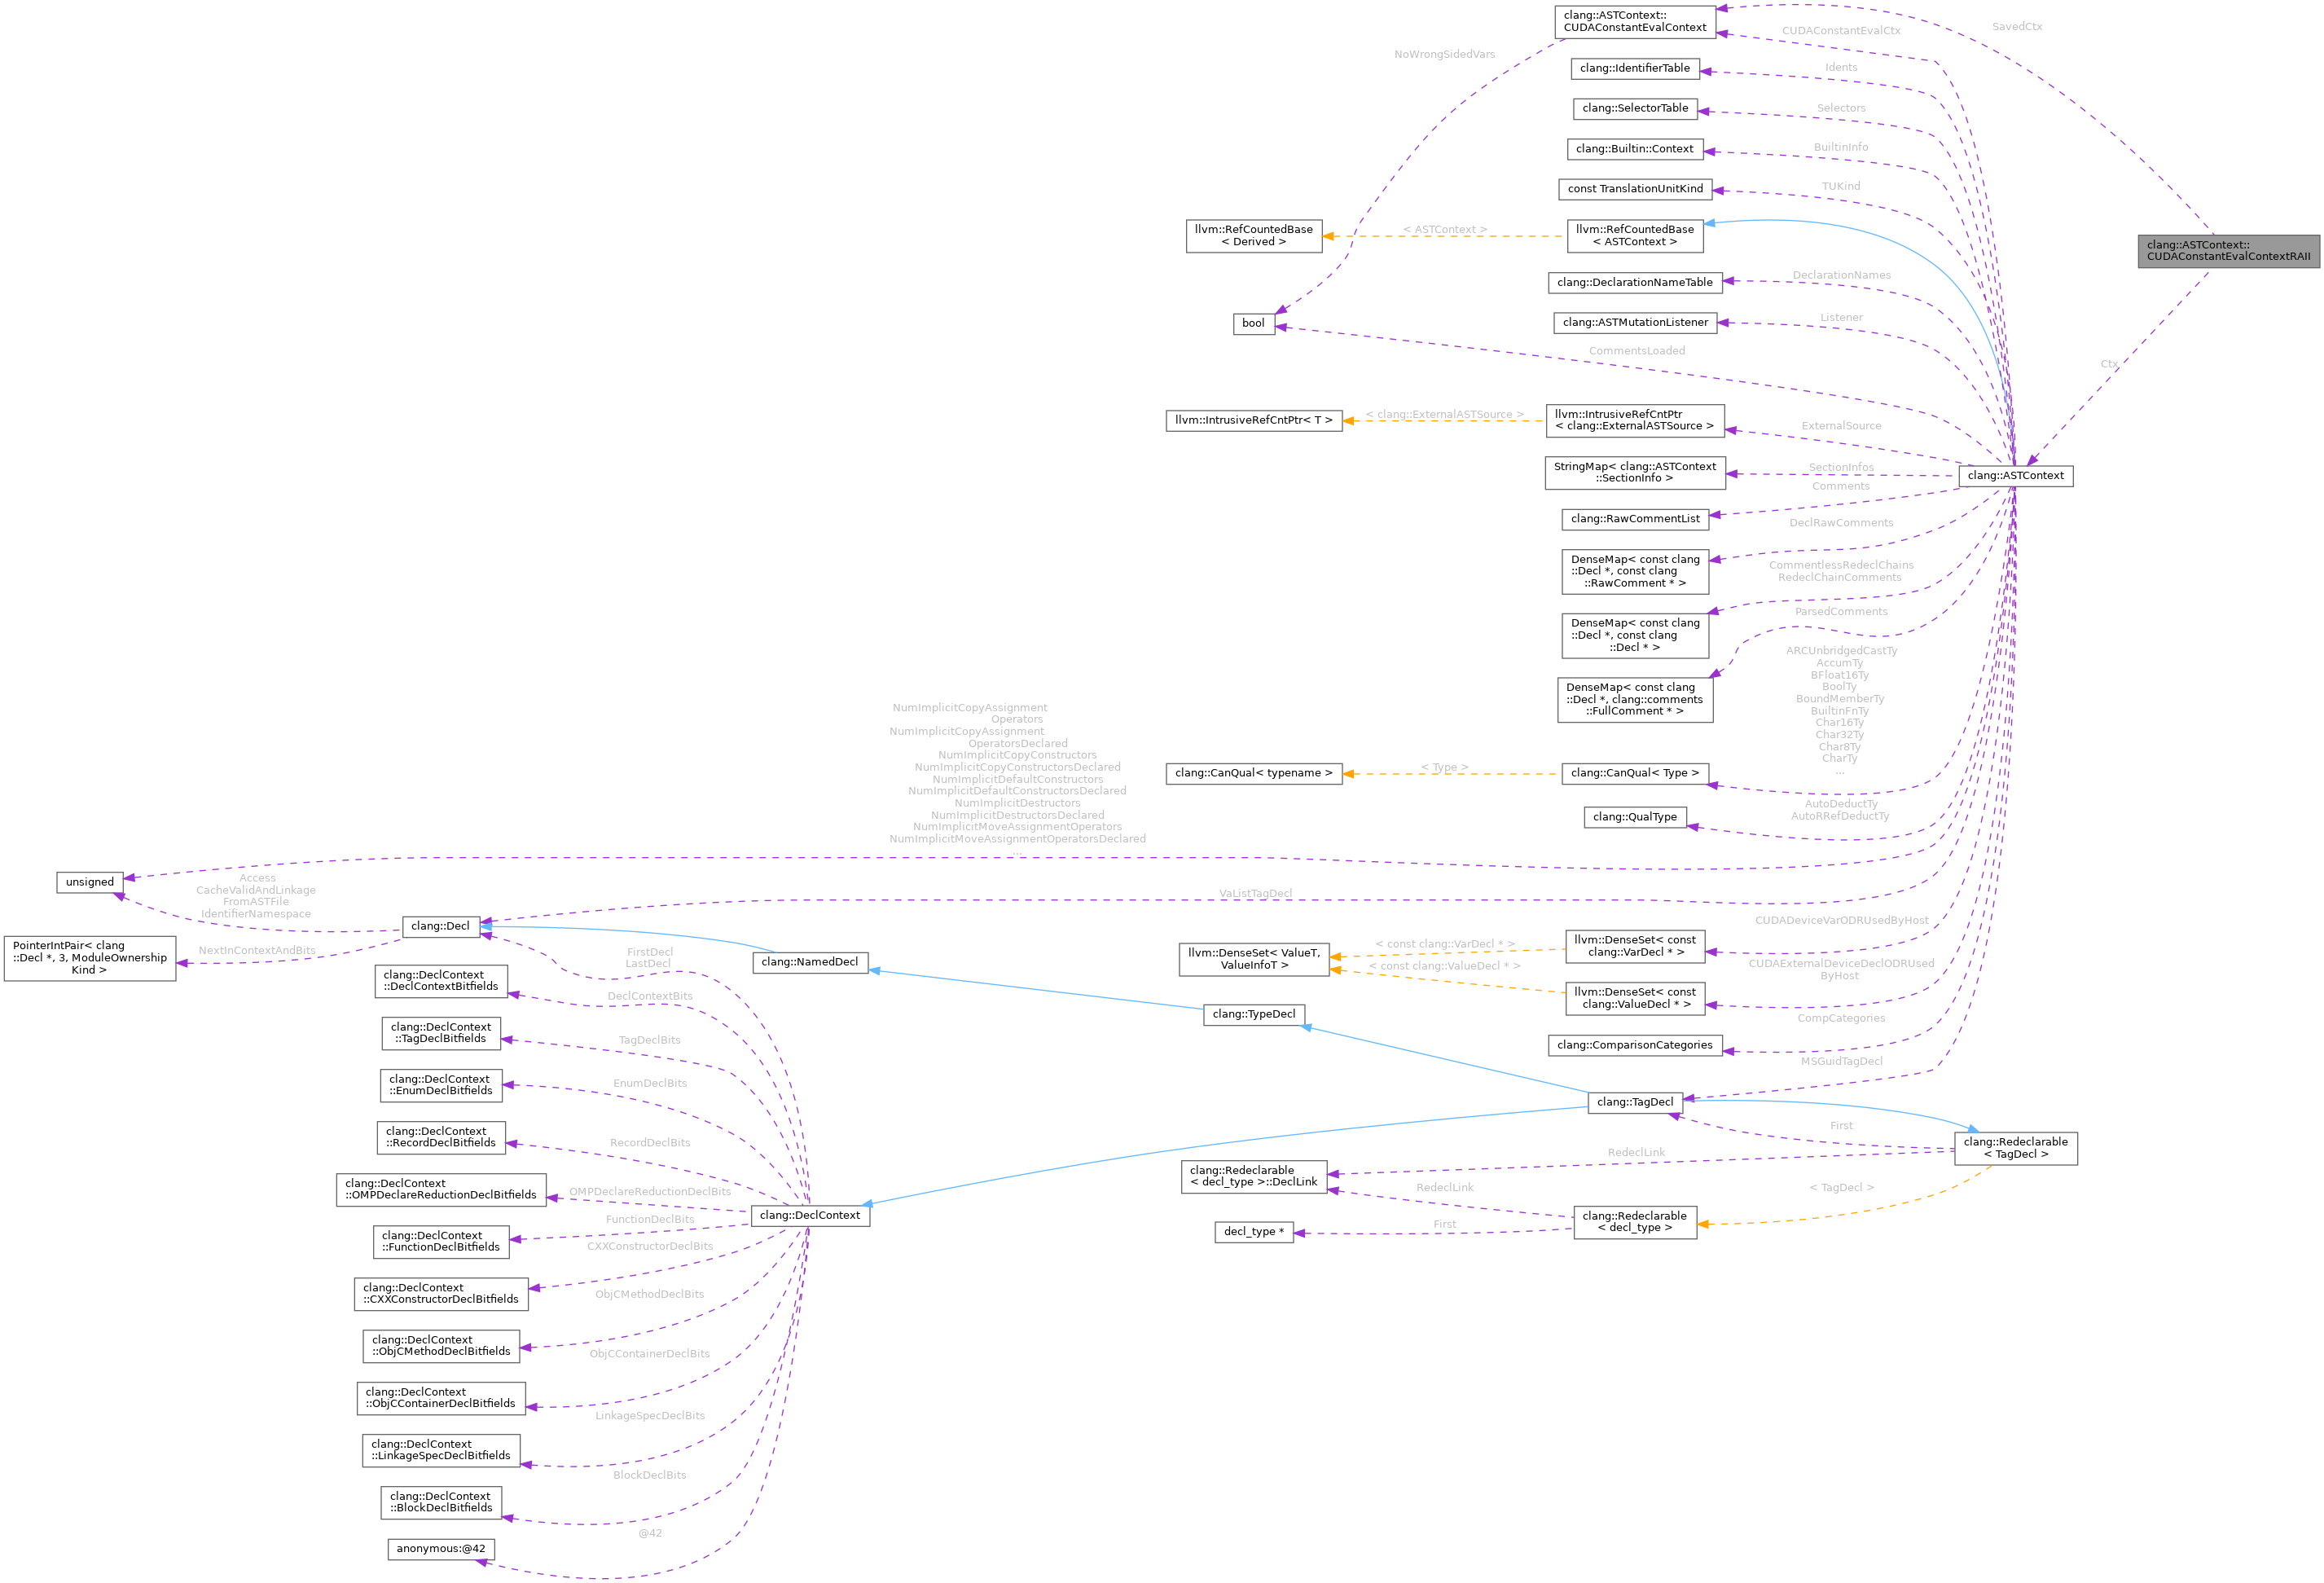 clang::ASTContext::
CUDAConstantEvalContext
SavedCtx
CUDAConstantEvalCtx
NoWrongSidedVars
clang::IdentifierTable
Idents
clang::SelectorTable
Selectors
clang::Builtin::Context
BuiltinInfo
const TranslationUnitKind
TUKind
llvm::RefCountedBase
< Derived >
< ASTContext >
llvm::RefCountedBase
< ASTContext >
clang::ASTContext::
CUDAConstantEvalContextRAII
clang::DeclarationNameTable
DeclarationNames
bool
clang::ASTMutationListener
Listener
CommentsLoaded
Ctx
llvm::IntrusiveRefCntPtr< T >
< clang::ExternalASTSource >
llvm::IntrusiveRefCntPtr
< clang::ExternalASTSource >
ExternalSource
StringMap< clang::ASTContext
::SectionInfo >
SectionInfos
clang::ASTContext
Comments
clang::RawCommentList
DeclRawComments
DenseMap< const clang
::Decl *, const clang
::RawComment * >
CommentlessRedeclChains
RedeclChainComments
DenseMap< const clang
::Decl *, const clang
::Decl * >
ParsedComments
DenseMap< const clang
::Decl *, clang::comments
::FullComment * >
ARCUnbridgedCastTy
AccumTy
BFloat16Ty
BoolTy
BoundMemberTy
BuiltinFnTy
Char16Ty
Char32Ty
Char8Ty
CharTy
...
NumImplicitCopyAssignment
Operators
NumImplicitCopyAssignment
OperatorsDeclared
NumImplicitCopyConstructors
NumImplicitCopyConstructorsDeclared
NumImplicitDefaultConstructors
NumImplicitDefaultConstructorsDeclared
NumImplicitDestructors
NumImplicitDestructorsDeclared
NumImplicitMoveAssignmentOperators
NumImplicitMoveAssignmentOperatorsDeclared
...
clang::CanQual< typename >
< Type >
clang::CanQual< Type >
clang::QualType
AutoDeductTy
AutoRRefDeductTy
unsigned
Access
CacheValidAndLinkage
FromASTFile
IdentifierNamespace
VaListTagDecl
clang::Decl
PointerIntPair< clang
::Decl *, 3, ModuleOwnership
Kind >
NextInContextAndBits
FirstDecl
LastDecl
clang::NamedDecl
llvm::DenseSet< ValueT,
ValueInfoT >
< const clang::VarDecl * >
< const clang::ValueDecl * >
llvm::DenseSet< const
clang::VarDecl * >
CUDADeviceVarODRUsedByHost
llvm::DenseSet< const
clang::ValueDecl * >
CUDAExternalDeviceDeclODRUsed
ByHost
clang::DeclContext
::DeclContextBitfields
DeclContextBits
clang::TypeDecl
CompCategories
clang::ComparisonCategories
clang::DeclContext
::TagDeclBitfields
TagDeclBits
MSGuidTagDecl
clang::DeclContext
::EnumDeclBitfields
EnumDeclBits
clang::TagDecl
First
clang::Redeclarable
< TagDecl >
clang::DeclContext
::RecordDeclBitfields
RecordDeclBits
RedeclLink
clang::Redeclarable
< decl_type >::DeclLink
RedeclLink
< TagDecl >
clang::DeclContext
::OMPDeclareReductionDeclBitfields
OMPDeclareReductionDeclBits
clang::DeclContext
clang::Redeclarable
< decl_type >
decl_type *
First
clang::DeclContext
::FunctionDeclBitfields
FunctionDeclBits
CXXConstructorDeclBits
clang::DeclContext
::CXXConstructorDeclBitfields
ObjCMethodDeclBits
clang::DeclContext
::ObjCMethodDeclBitfields
ObjCContainerDeclBits
clang::DeclContext
::ObjCContainerDeclBitfields
LinkageSpecDeclBits
clang::DeclContext
::LinkageSpecDeclBitfields
BlockDeclBits
clang::DeclContext
::BlockDeclBitfields
@42
anonymous:@42